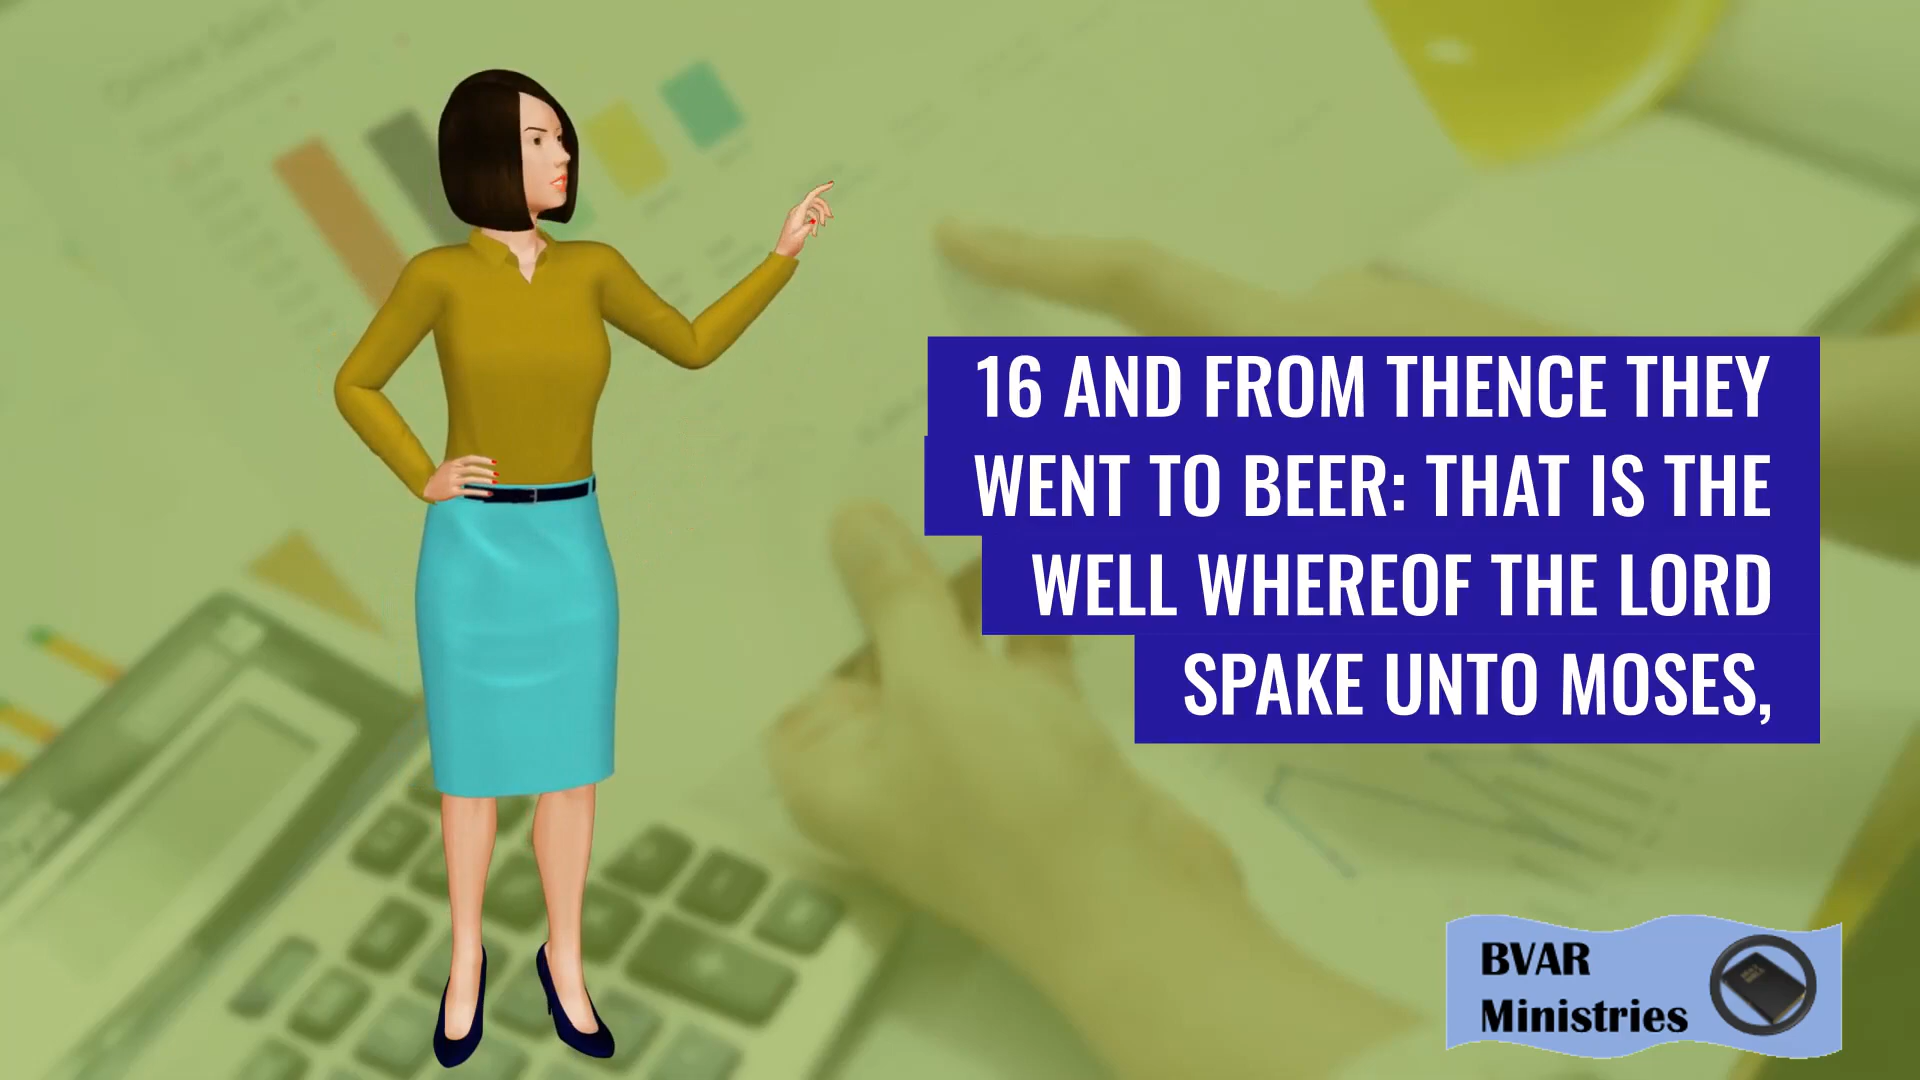 16 AND FROM THENCE THEY
WENT TO BEER: THAT IS THE
WELL WHEREOF THE LORD
SPAKE UNTO MOSES,
BVAR
Ministries